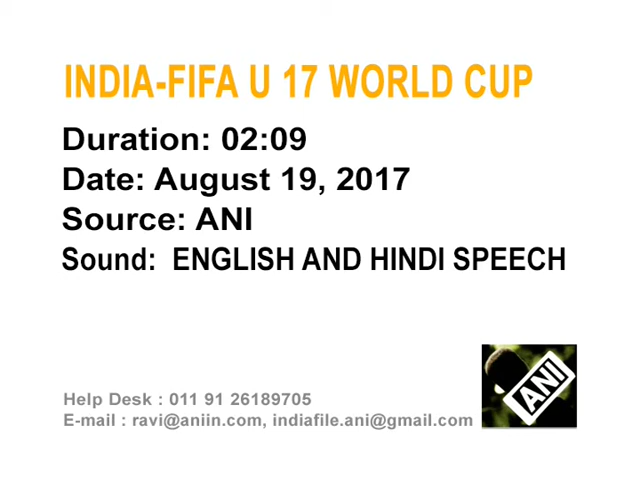 INDIA-FIFA U 17 WORLD CUP
Duration: 02:09
Date: August 19, 2017
Source: ANI
Sound: ENGLISH AND HINDI SPEECH
ANI
Help Desk : 011 91 26189705
E-mail : ravi@aniin.com, indiafile.ani@gmail.com